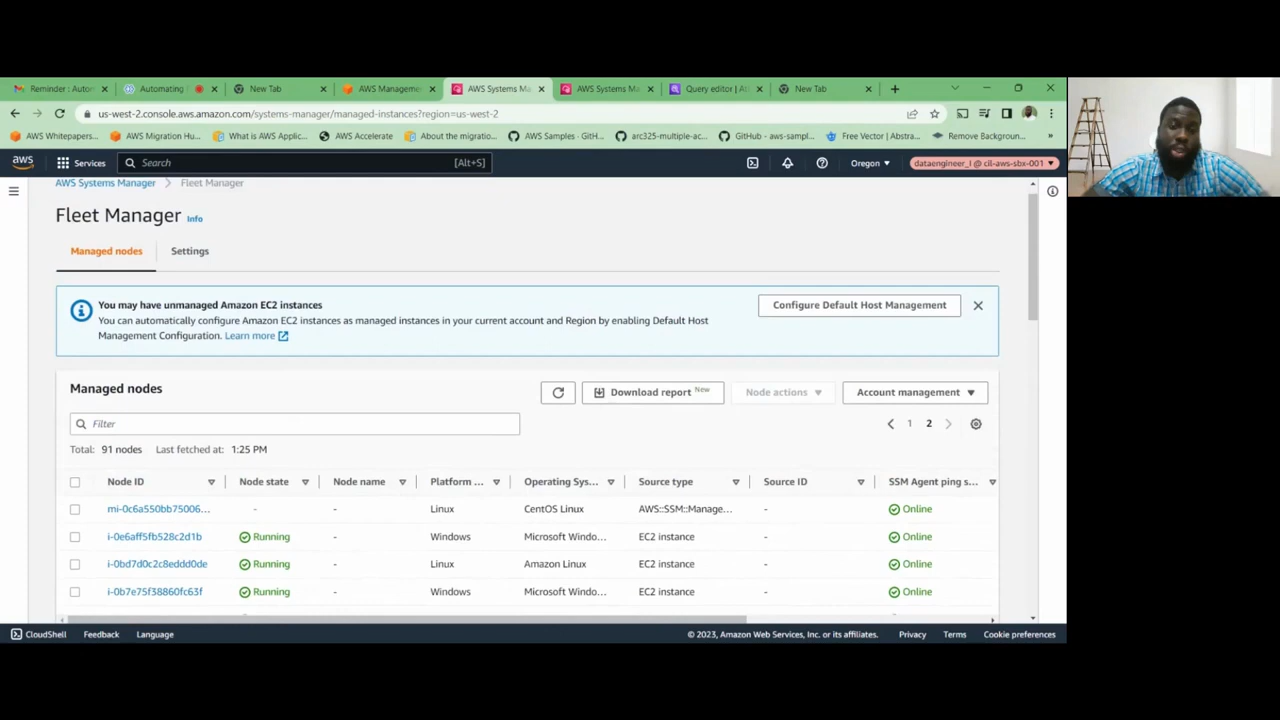 Reminder : Autom
Automating
New Tab
AWS Manageme
AWS Systems Ma
AWS Systems Ma
Query editor | At
New Tab
us-west-2.console.aws.amazon.com/systems-manager/managed-instances?region=us-west-2
AWS Whitepapers...
AWS Migration Hu...
What is AWS Applic...
AWS Accelerate
About the migratio...
AWS Samples · GitH...
arc325-multiple-ac...
GitHub - aws-sampl...
Free Vector | Abstra...
Remove Backgroun...
aws
Services
Search
[Alt+S]
Oregon
dataengineer_I @ cil-aws-sbx-001
AWS Systems Manager
Fleet Manager
Fleet Manager Info
Managed nodes
Settings
You may have unmanaged Amazon EC2 instances
You can automatically configure Amazon EC2 instances as managed instances in your current account and Region by enabling Default Host
Management Configuration. Learn more
Configure Default Host Management
Managed nodes
Download report New
Node actions
Account management
Filter
1 2
Total: 91 nodes Last fetched at: 1:25 PM
Node ID Node state Node name Platform ... Operating Sys... Source type Source ID SSM Agent ping s...
mi-0c6a550bb75006... - - Linux CentOS Linux AWS::SSM::Manage... - Online
i-0e6aff5fb528c2d1b Running - Windows Microsoft Windo... EC2 instance - Online
i-0bd7d0c2c8eddd0de Running - Linux Amazon Linux EC2 instance - Online
i-0b7e75f38860fc63f Running - Windows Microsoft Windo... EC2 instance - Online
CloudShell Feedback Language
© 2023, Amazon Web Services, Inc. or its affiliates. Privacy Terms Cookie preferences